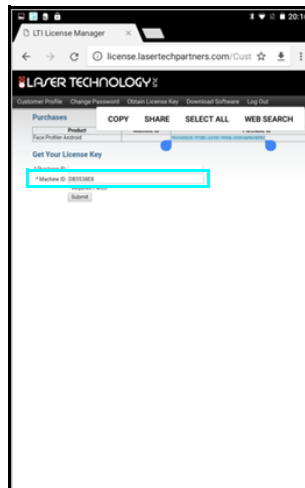 20:10
LTI License Manager
license.lasertechpartners.com/Cust
LASER TECHNOLOGY
Customer Profile Change Password Obtain License Key Download Software Log Out
Purchases
COPY SHARE SELECT ALL WEB SEARCH
Product
Face Profiler Android
Get Your License Key
* Machine ID
Submit